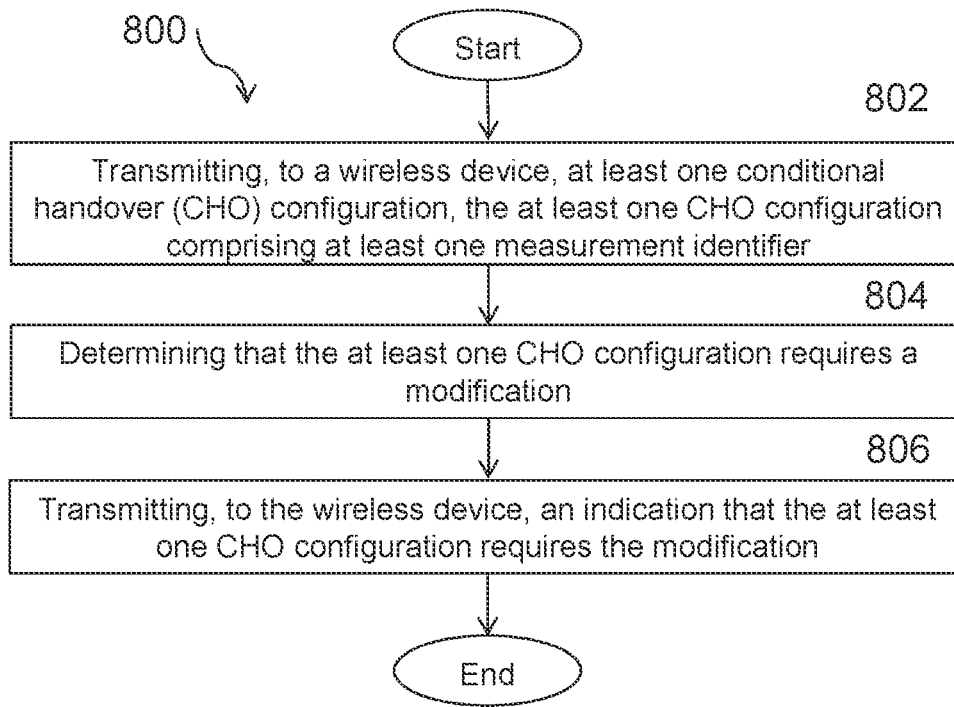 800
Start
802
Transmitting, to a wireless device, at least one conditional
handover (CHO) configuration, the at least one CHO configuration
comprising at least one measurement identifier
804
Determining that the at least one CHO configuration requires a
modification
806
Transmitting, to the wireless device, an indication that the at least
one CHO configuration requires the modification
End